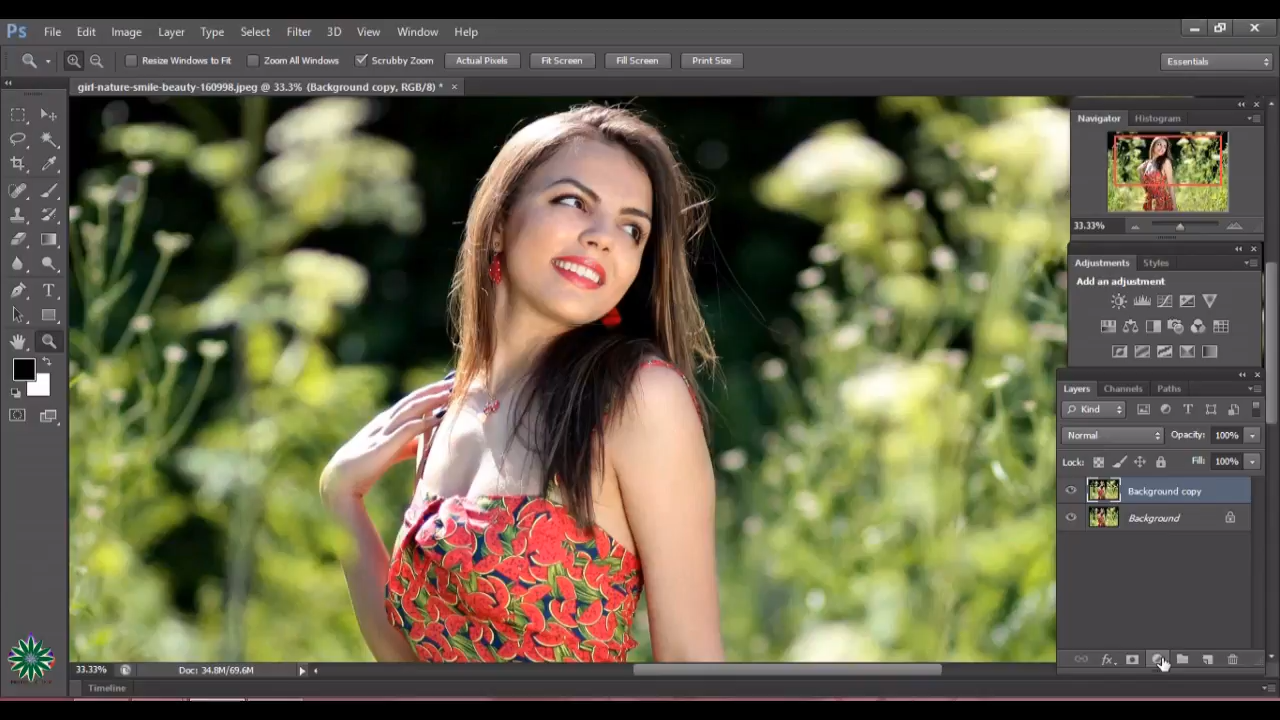 Ps File Edit Image Layer Type Select Filter 3D View Window Help
Resize Windows to Fit Zoom All Windows Scrubby Zoom Actual Pixels Fit Screen Fill Screen Print Size Essentials
girl-nature-smile-beauty-160998.jpeg @ 33.3% (Background copy, RGB/8) * ×
Navigator Histogram
33.33%
Adjustments Styles
Add an adjustment
Layers Channels Paths
Kind T
Normal Opacity: 100%
Lock: Fill: 100%
Background copy
Background
fx
33.33% Doc: 34.8M/69.6M
Timeline